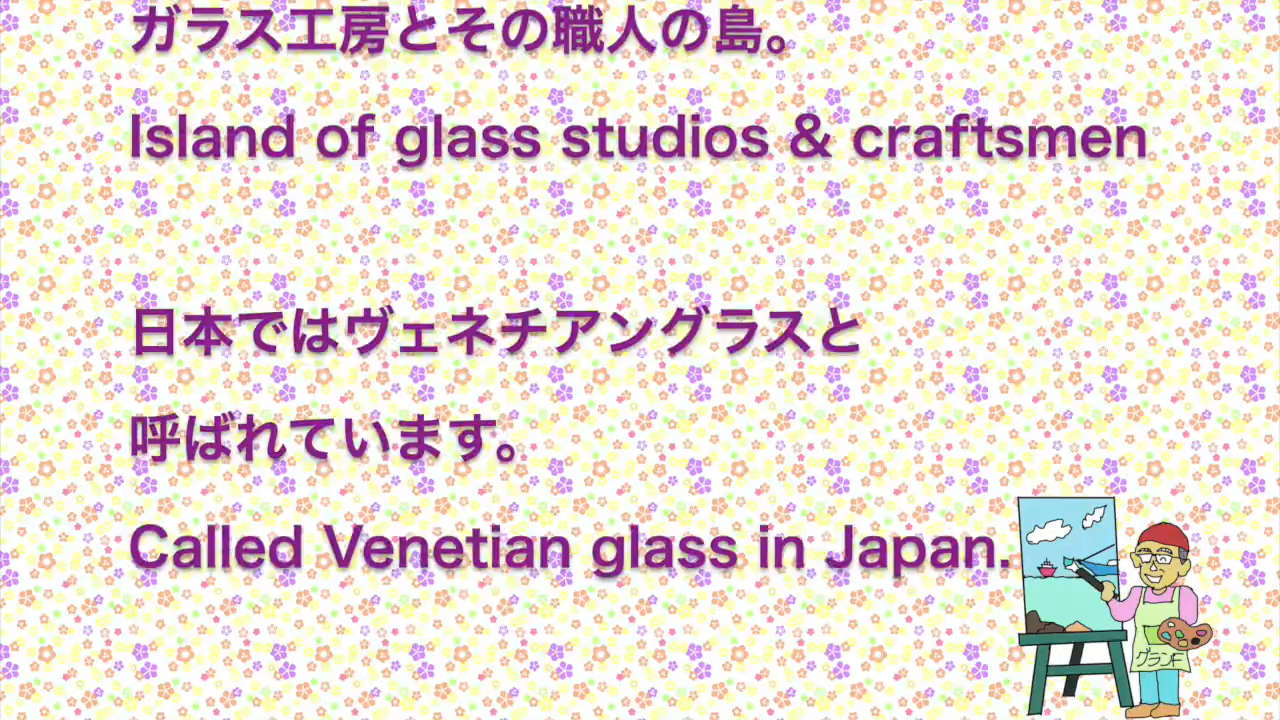 ガラス工房とその職人の島。
Island of glass studios & craftsmen
日本ではヴェネチアングラスと
呼ばれています。
Called Venetian glass in Japan.
グランF